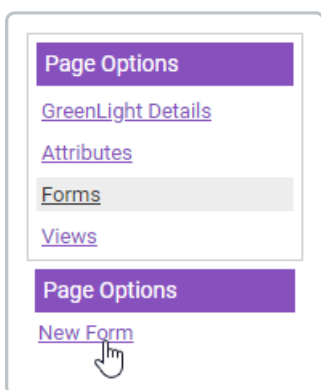 Page Options
GreenLight Details
Attributes
Forms
Views
Page Options
New Form